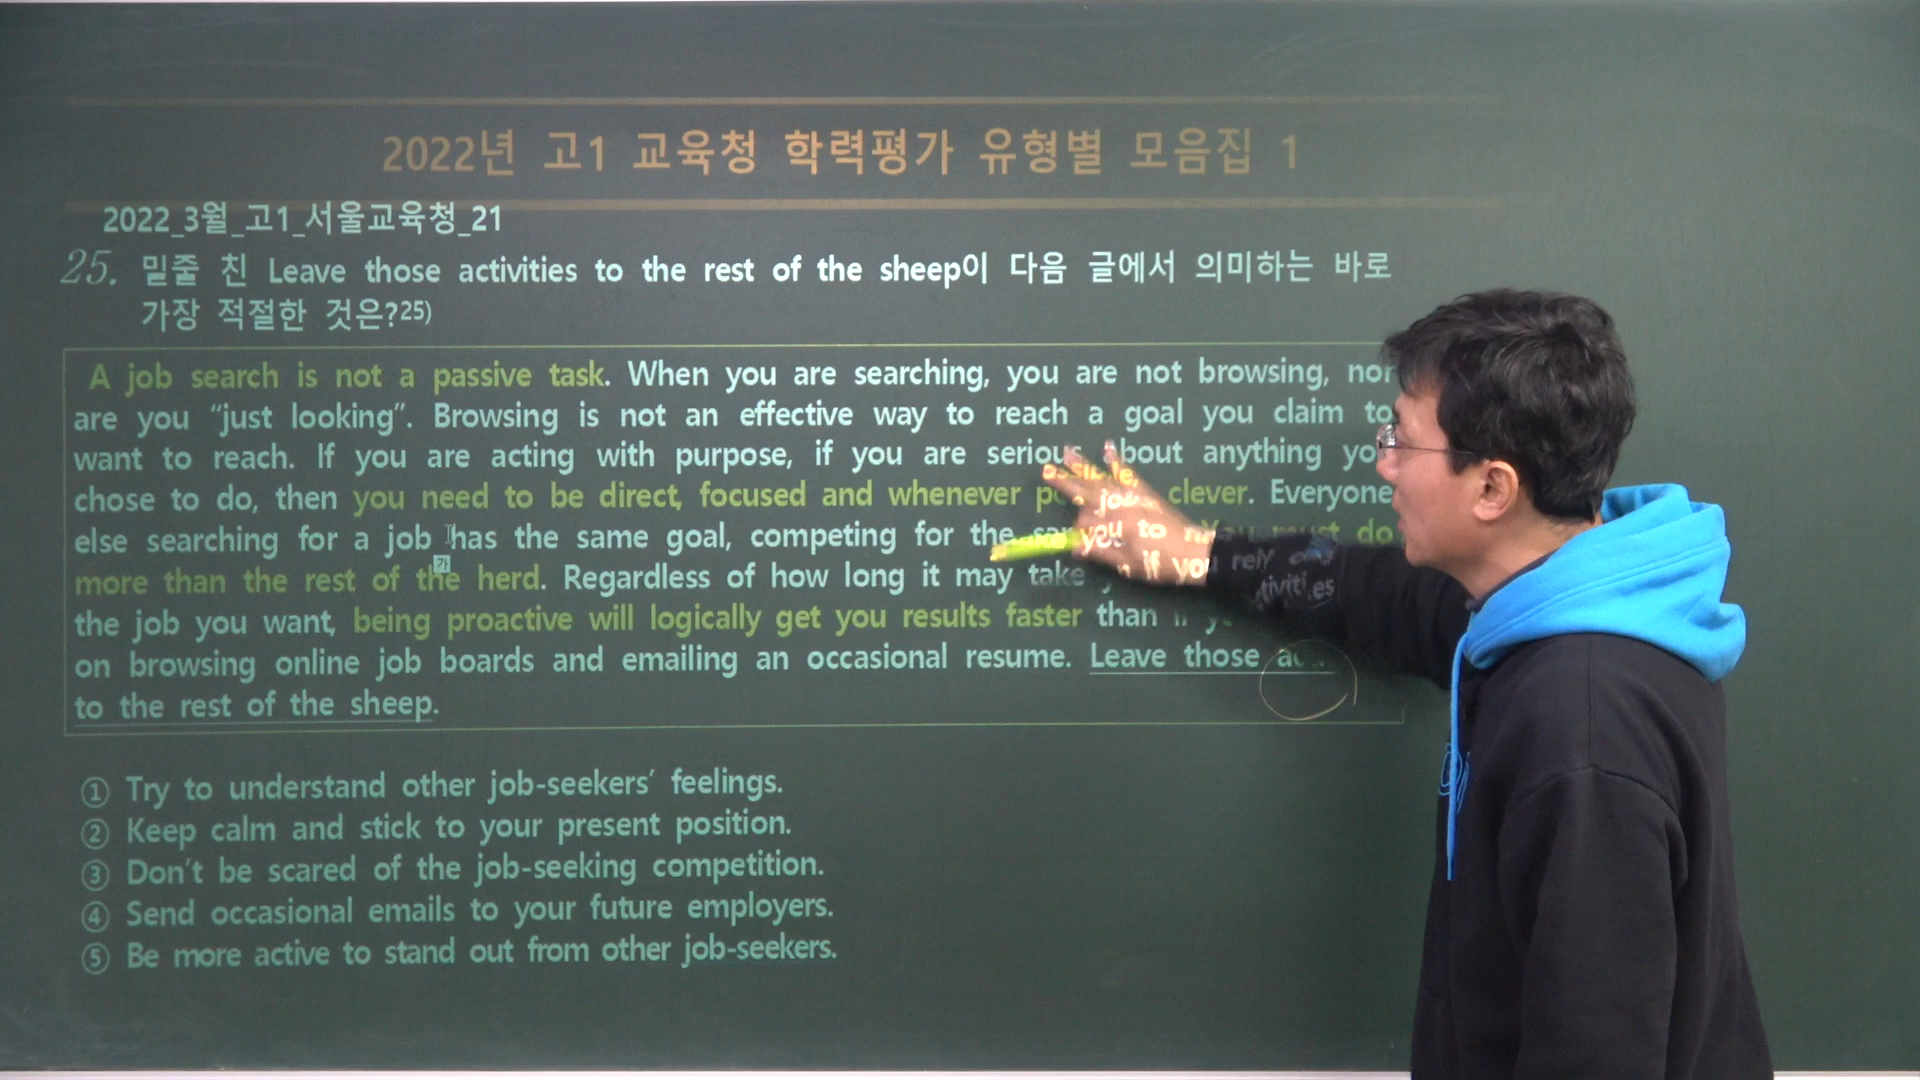 2022년 고1 교육청 학력평가 유형별 모음집 1
2022_3월_고1_서울교육청_21
25. 밑줄 친 Leave those activities to the rest of the sheep이 다음 글에서 의미하는 바로
가장 적절한 것은?25)
A job search is not a passive task. When you are searching, you are not browsing, nor
are you “just looking”. Browsing is not an effective way to reach a goal you claim to
want to reach. If you are acting with purpose, if you are serious about anything you
chose to do, then you need to be direct, focused and whenever clever. Everyone
else searching for a job has the same goal, competing for the you to You must do
more than the rest of the herd. Regardless of how long it may take if you rely
the job you want, being proactive will logically get you results faster than if
on browsing online job boards and emailing an occasional resume. Leave those
to the rest of the sheep.
① Try to understand other job-seekers’ feelings.
② Keep calm and stick to your present position.
③ Don’t be scared of the job-seeking competition.
④ Send occasional emails to your future employers.
⑤ Be more active to stand out from other job-seekers.